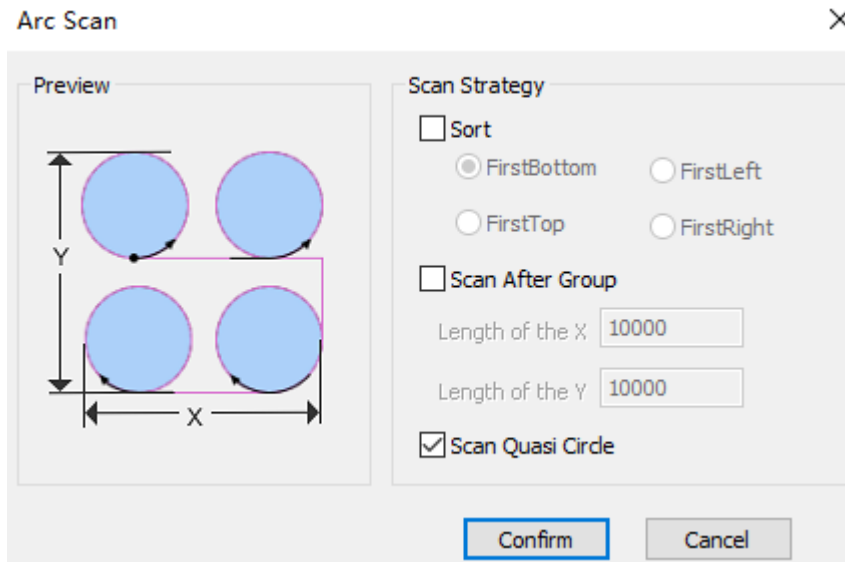 Arc Scan
Preview
Y
X
Scan Strategy
Sort
FirstBottom
FirstLeft
FirstTop
FirstRight
Scan After Group
Length of the X 10000
Length of the Y 10000
Scan Quasi Circle
Confirm
Cancel